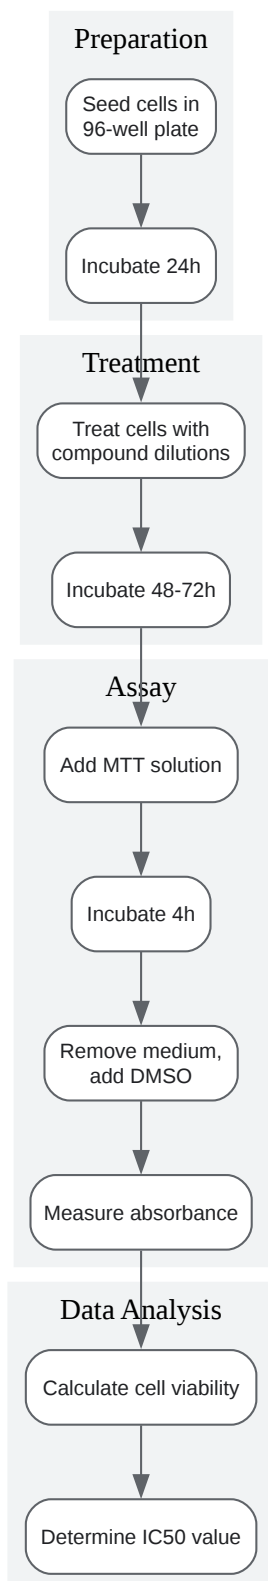 Preparation
Seed cells in
96-well plate
Incubate 24h
Treatment
Treat cells with
compound dilutions
Incubate 48-72h
Assay
Add MTT solution
Incubate 4h
Remove medium,
add DMSO
Measure absorbance
Data Analysis
Calculate cell viability
Determine IC50 value